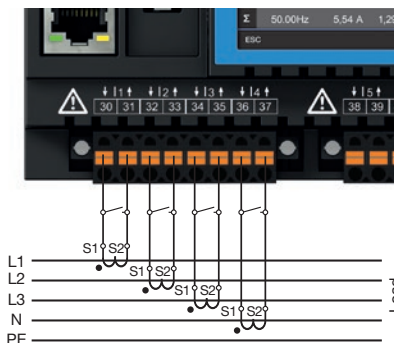 Σ 50.00Hz 5,54 A 1,29
ESC
I1 I2 I3 I4 I5
30 31 32 33 34 35 36 37 38 39
S1 S2
L1
S1 S2
L2
S1 S2
L3
S1 S2
N
PE